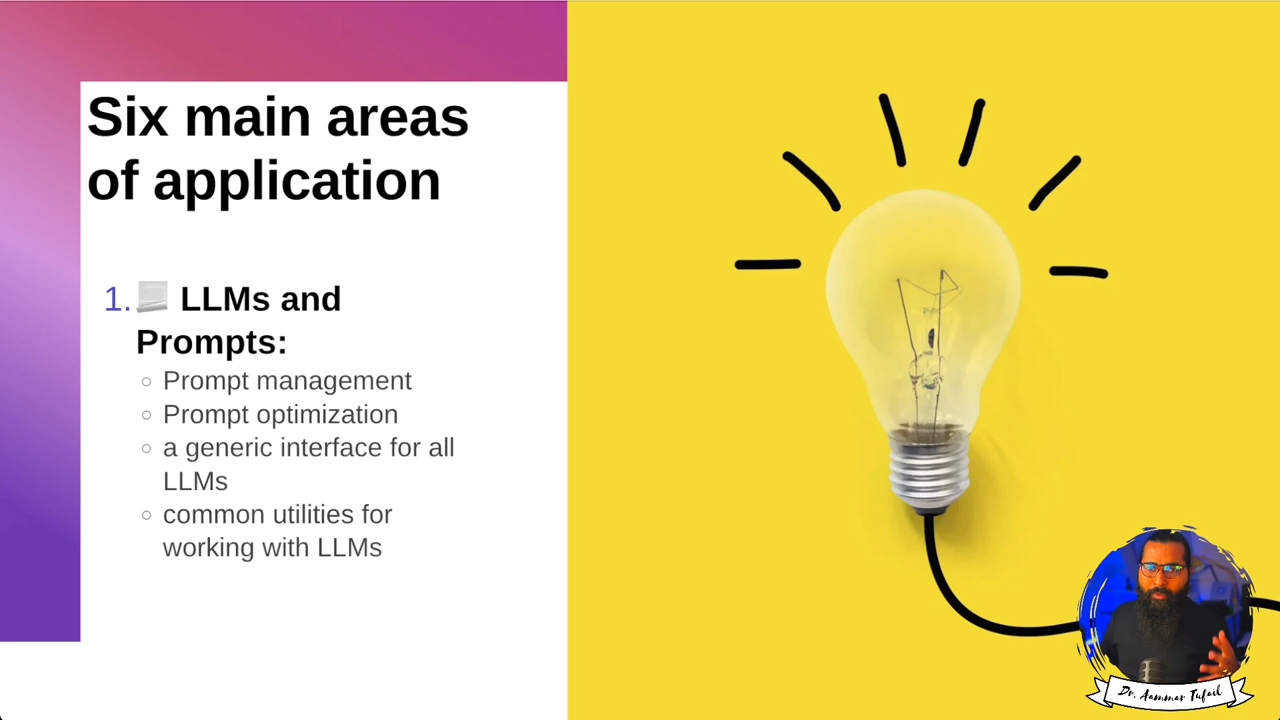 Six main areas
of application
1. LLMs and
Prompts:
○ Prompt management
○ Prompt optimization
○ a generic interface for all
LLMs
○ common utilities for
working with LLMs
Dr. Aammar Tufail